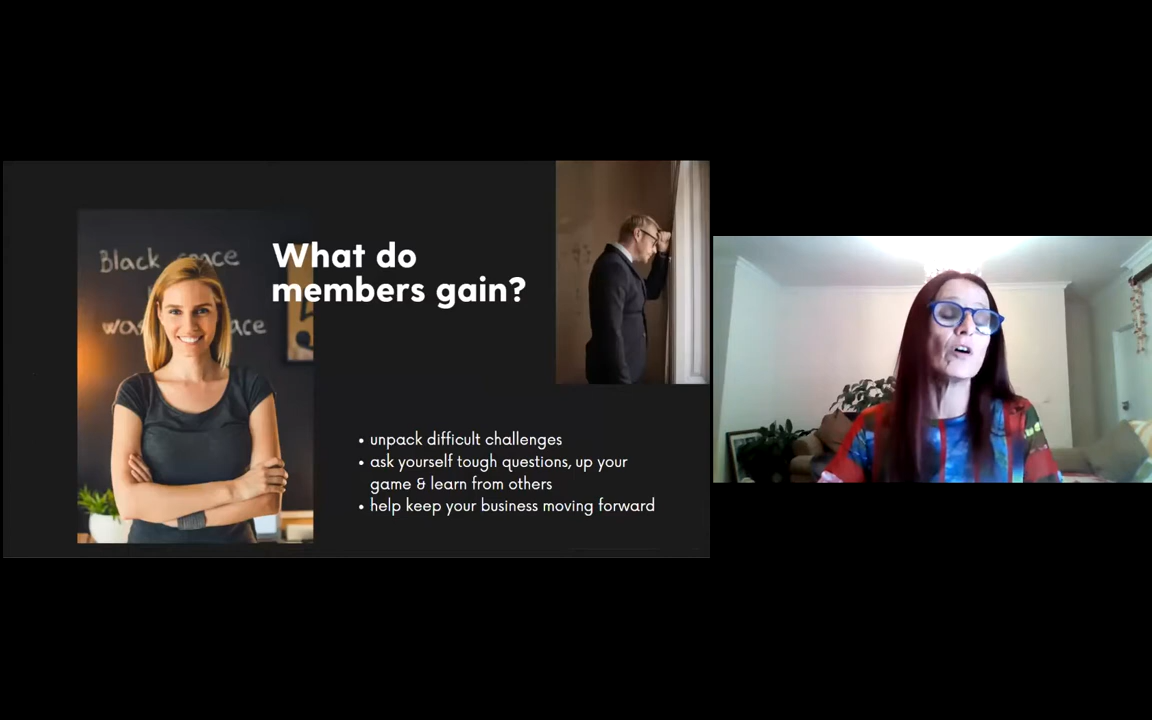 What do
members gain?
Black
• unpack difficult challenges
• ask yourself tough questions, up your
game & learn from others
• help keep your business moving forward